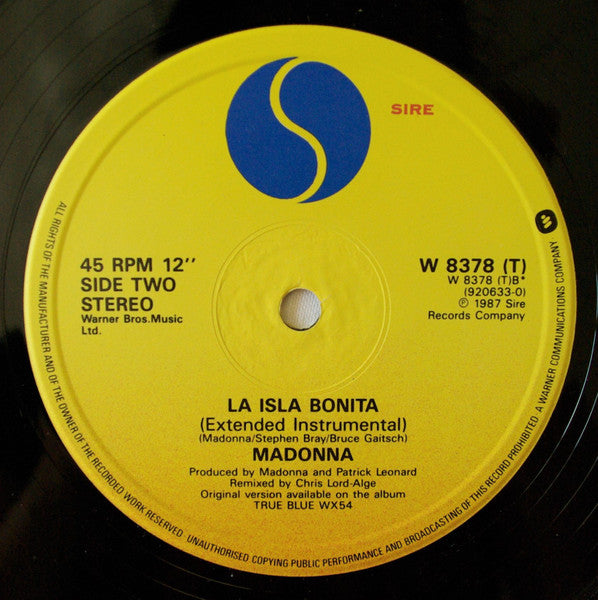 SIRE
45 RPM 12''
SIDE TWO
STEREO
Warner Bros.Music
Ltd.
W 8378 (T)
W 8378 (T)B*
(920633-0)
℗ 1987 Sire
Records Company
LA ISLA BONITA
(Extended Instrumental)
(Madonna/Stephen Bray/Bruce Gaitsch)
MADONNA
Produced by Madonna and Patrick Leonard
Remixed by Chris Lord-Alge
Original version available on the album
TRUE BLUE WX54
ALL RIGHTS OF THE MANUFACTURER AND OF THE OWNER OF THE RECORDED WORK RESERVED. UNAUTHORISED COPYING PUBLIC PERFORMANCE AND BROADCASTING OF THIS RECORD PROHIBITED. A WARNER COMMUNICATIONS COMPANY